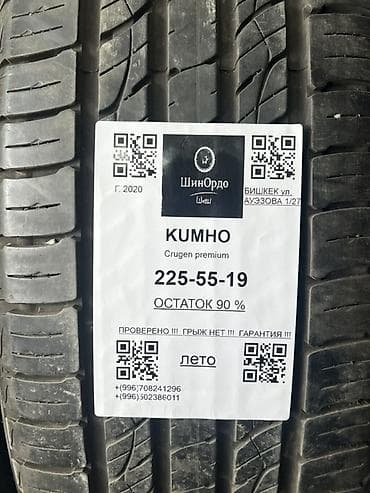 ШинОрдо
Шиш
Г. 2020
БИШКЕК ул.
АУЭЗОВА 1/27
KUMHO
Crugen premium
225-55-19
ОСТАТОК 90 %
ПРОВЕРЕНО !!! ГРЫЖ НЕТ !!! ГАРАНТИЯ !!!
лето
+(996)708241296
+(996)502386011